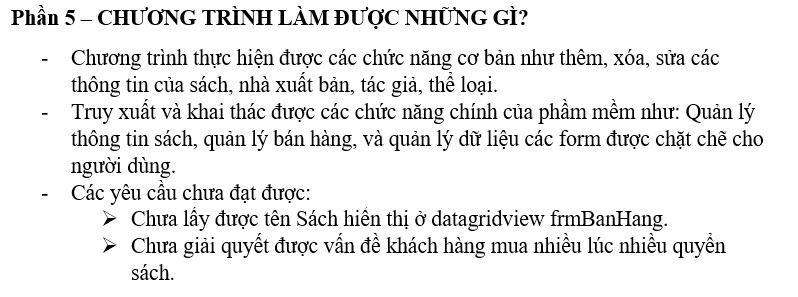 Phần 5 – CHƯƠNG TRÌNH LÀM ĐƯỢC NHỮNG GÌ?
- Chương trình thực hiện được các chức năng cơ bản như thêm, xóa, sửa các
thông tin của sách, nhà xuất bản, tác giả, thể loại.
- Truy xuất và khai thác được các chức năng chính của phầm mềm như: Quản lý
thông tin sách, quản lý bán hàng, và quản lý dữ liệu các form được chặt chẽ cho
người dùng.
- Các yêu cầu chưa đạt được:
➢ Chưa lấy được tên Sách hiển thị ở datagridview frmBanHang.
➢ Chưa giải quyết được vấn đề khách hàng mua nhiều lúc nhiều quyển
sách.